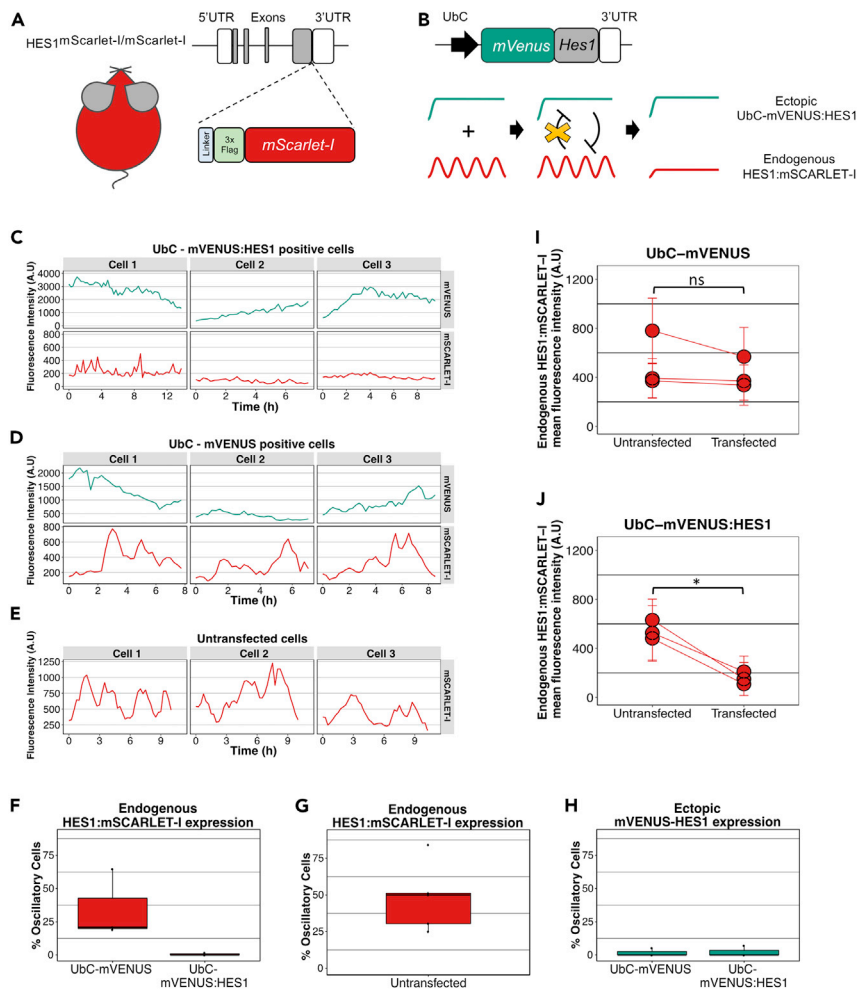 A
HES1mScarlet-I/mScarlet-I
5'UTR
Exons
3'UTR
Linker
3x
Flag
mScarlet-I
B
UbC
3'UTR
mVenus
Hes1
+
Ectopic
UbC-mVENUS:HES1
Endogenous
HES1:mSCARLET-I
C
UbC - mVENUS:HES1 positive cells
Cell 1
Cell 2
Cell 3
Fluorescence Intensity (A.U)
4000
3000
2000
1000
0
mVENUS
800
600
400
200
0
mSCARLET-I
0 4 8 12
0 2 4 6
0 2 4 6 8
Time (h)
D
UbC - mVENUS positive cells
Cell 1
Cell 2
Cell 3
Fluorescence Intensity (A.U)
2000
1500
1000
500
mVENUS
800
600
400
200
0
mSCARLET-I
0 2 4 6 8
0 2 4 6
0 2 4 6 8
Time (h)
E
Untransfected cells
Cell 1
Cell 2
Cell 3
Fluorescence Intensity (A.U)
1250
1000
750
500
250
mSCARLET-I
0 3 6 9
0 3 6 9
0 3 6 9
Time (h)
I
UbC–mVENUS
Endogenous HES1:mSCARLET–I
mean fluorescence intensity (A.U)
1200
800
400
0
ns
Untransfected
Transfected
J
UbC–mVENUS:HES1
Endogenous HES1:mSCARLET–I
mean fluorescence intensity (A.U)
1200
800
400
0
*
Untransfected
Transfected
F
Endogenous
HES1:mSCARLET-I expression
% Oscillatory Cells
75
50
25
0
UbC-mVENUS
UbC-
mVENUS:HES1
G
Endogenous
HES1:mSCARLET-I expression
% Oscillatory Cells
75
50
25
0
Untransfected
H
Ectopic
mVENUS-HES1 expression
% Oscillatory Cells
75
50
25
0
UbC-mVENUS
UbC-
mVENUS:HES1